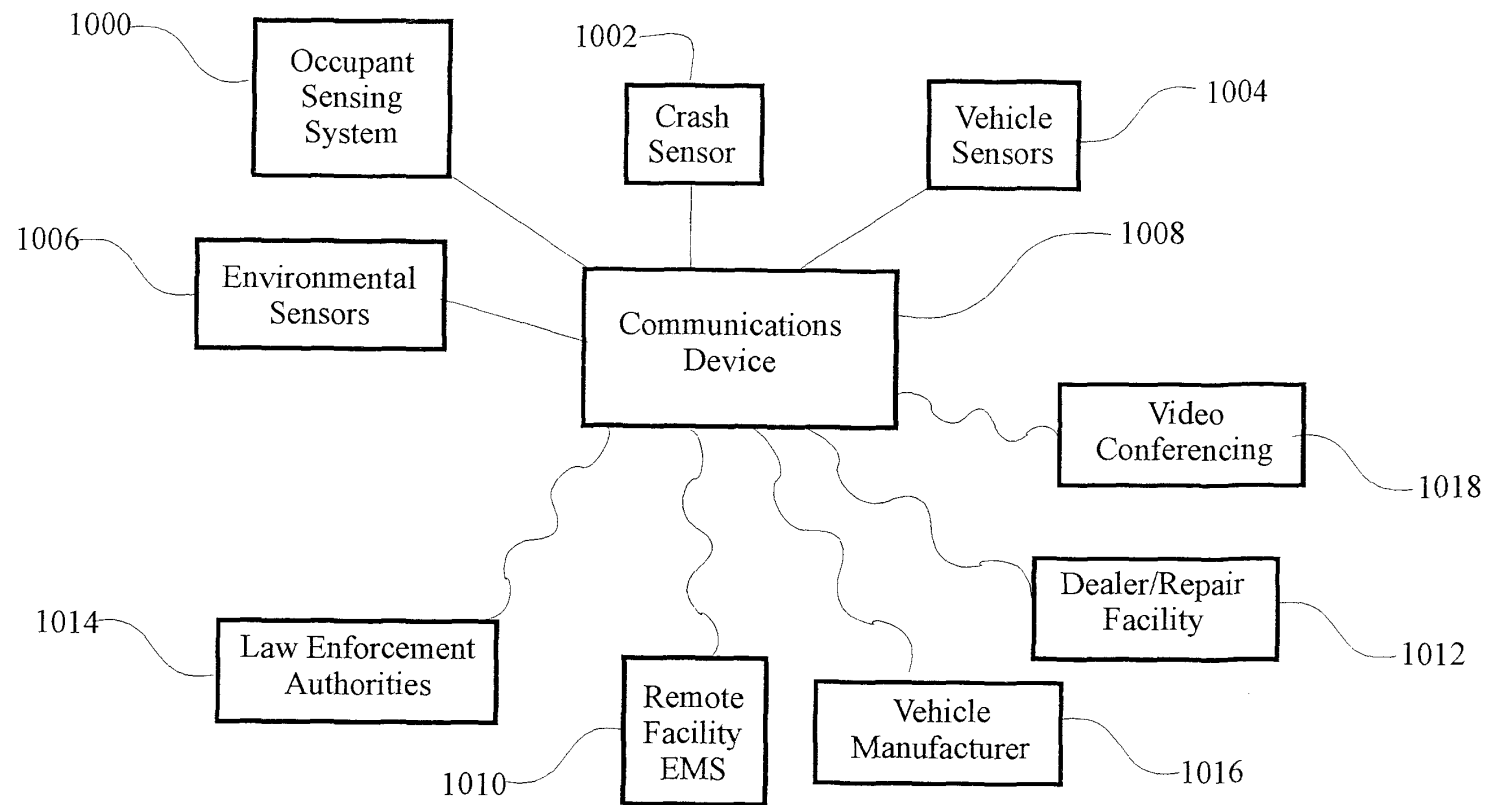 1000
Occupant
Sensing
System
1002
Crash
Sensor
Vehicle
Sensors
1004
1006
Environmental
Sensors
1008
Communications
Device
Video
Conferencing
1018
Dealer/Repair
Facility
1012
1014
Law Enforcement
Authorities
Remote
Facility
EMS
1010
Vehicle
Manufacturer
1016